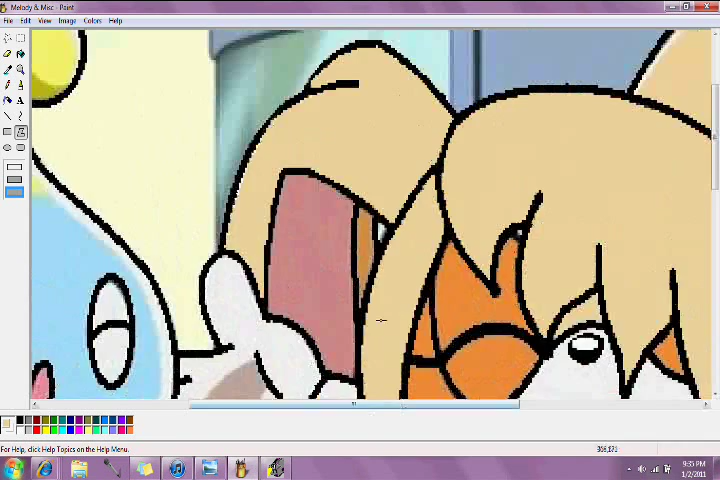 Melody & Misc - Paint
File Edit View Image Colors Help
A
For Help, click Help Topics on the Help Menu.
9:35 PM
1/2/2011